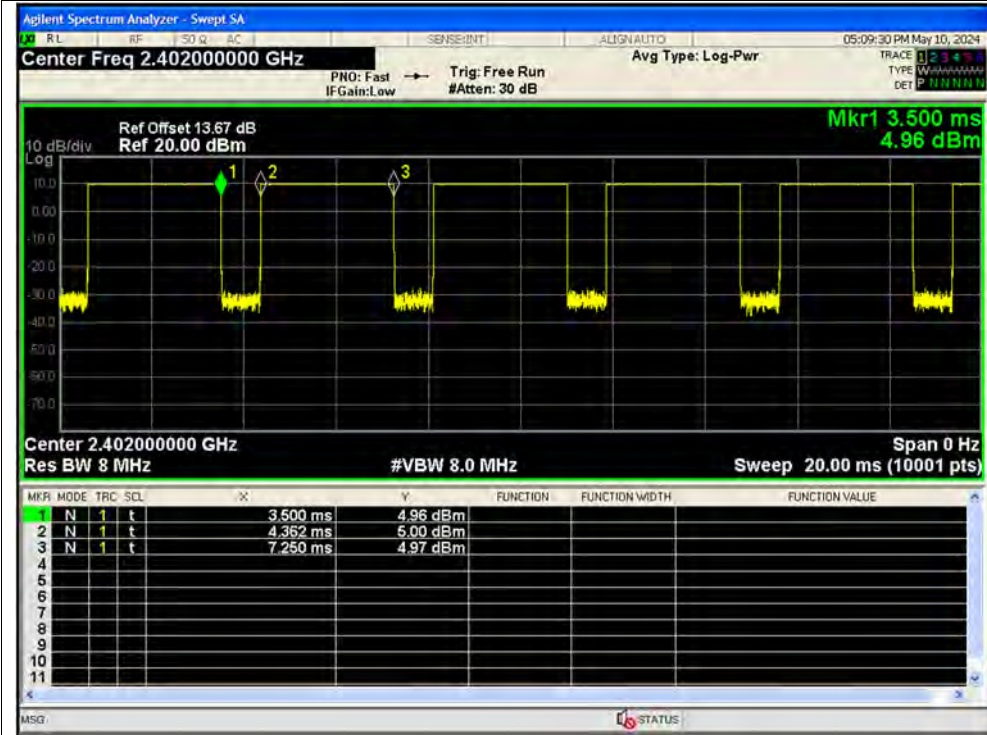 Agilent Spectrum Analyzer - Swept SA
LXI RL RF 50 Ω AC SENSE:INT ALIGN AUTO 05:09:30 PM May 10, 2024
Center Freq 2.402000000 GHz
PNO: Fast
IFGain:Low
Trig: Free Run
#Atten: 30 dB
Avg Type: Log-Pwr
TRACE 1 2 3 4 5 6
TYPE W
DET P N N N N N
Mkr1 3.500 ms
4.96 dBm
Ref Offset 13.67 dB
10 dB/div Ref 20.00 dBm
Log
1 2 3
10.0
0.00
-10.0
-20.0
-30.0
-40.0
-50.0
-60.0
-70.0
Center 2.402000000 GHz Span 0 Hz
Res BW 8 MHz #VBW 8.0 MHz Sweep 20.00 ms (10001 pts)
MKR MODE TRC SCL X Y FUNCTION FUNCTION WIDTH FUNCTION VALUE
1 N 1 t 3.500 ms 4.96 dBm
2 N 1 t 4.362 ms 5.00 dBm
3 N 1 t 7.250 ms 4.97 dBm
4
5
6
7
8
9
10
11
MSG STATUS